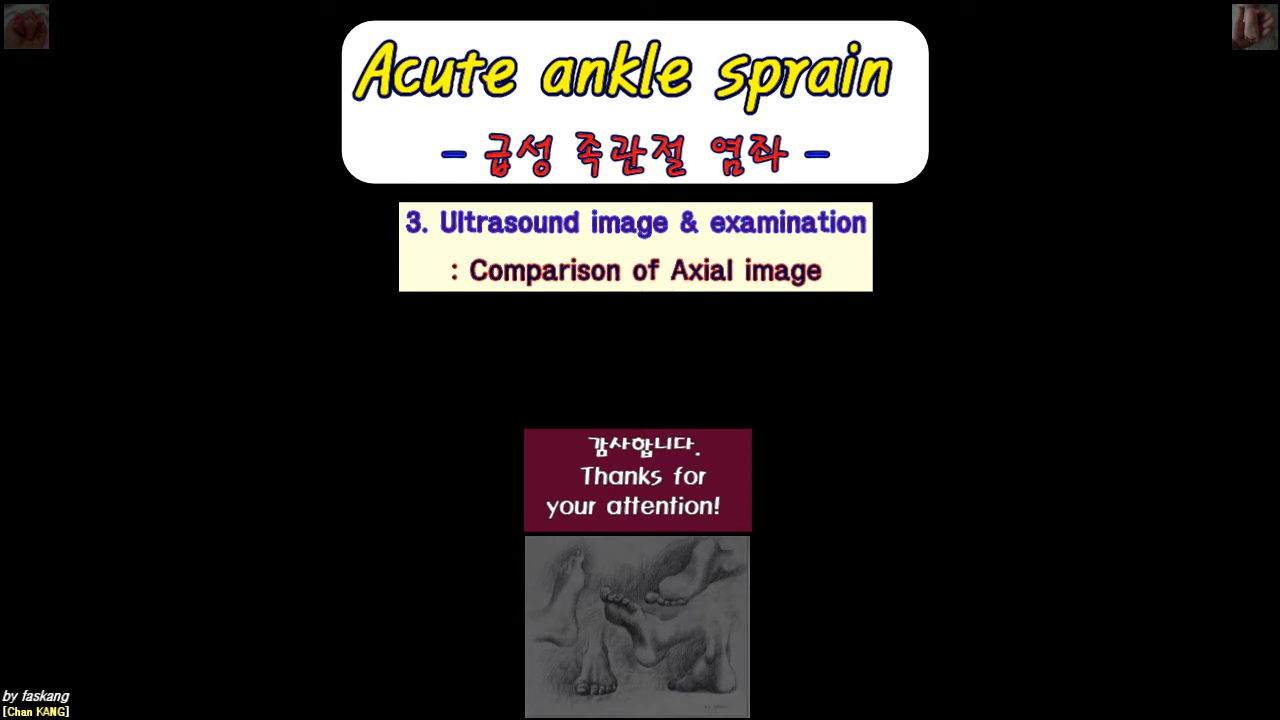 Acute ankle sprain
- 급성 족관절 염좌 -
3. Ultrasound image & examination
: Comparison of Axial image
감사합니다.
Thanks for
your attention!
by faskang
[Chan KANG]